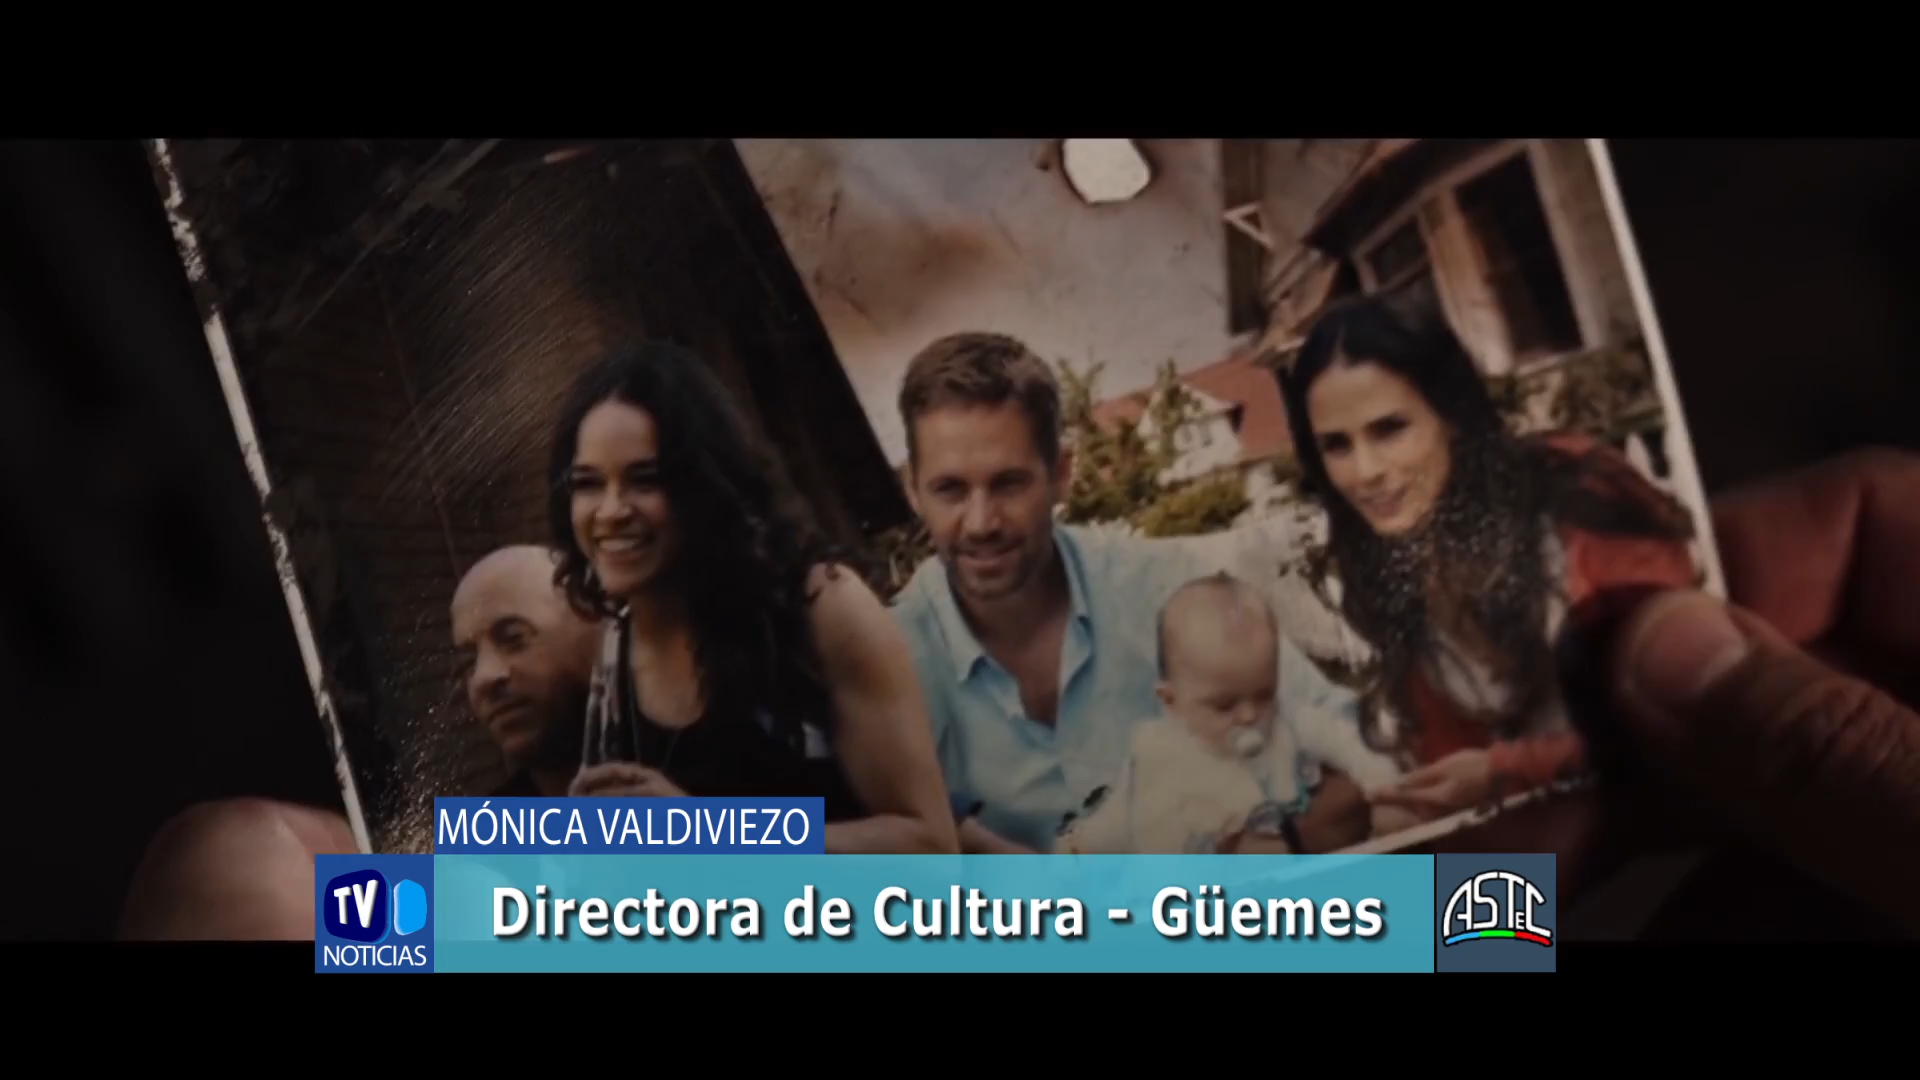 MÓNICA VALDIVIEZO
Directora de Cultura - Güemes
TV
NOTICIAS
ASTEC